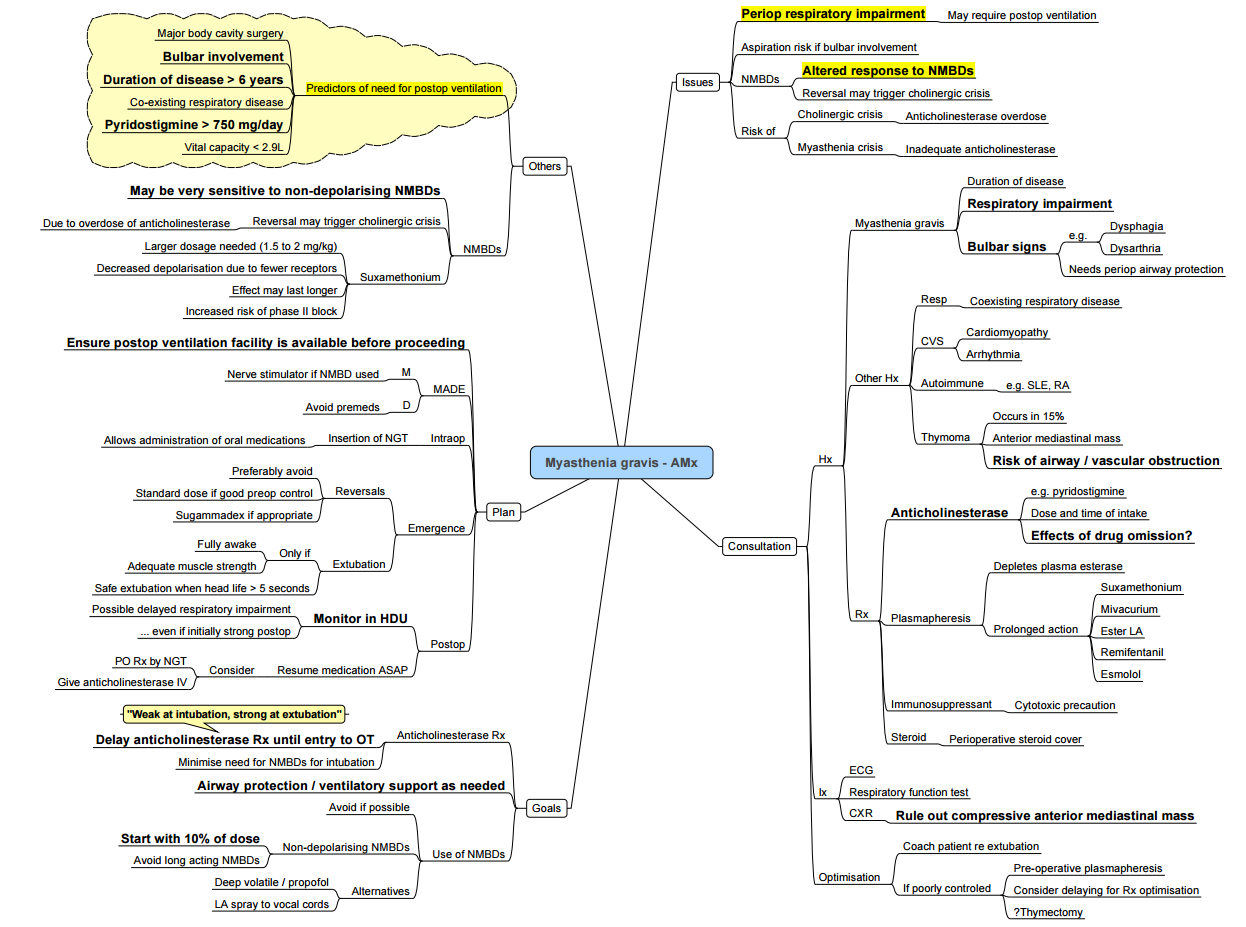 Myasthenia gravis - AMx
Issues
Periop respiratory impairment
May require postop ventilation
Aspiration risk if bulbar involvement
NMBDs
Altered response to NMBDs
Reversal may trigger cholinergic crisis
Risk of
Cholinergic crisis
Anticholinesterase overdose
Myasthenia crisis
Inadequate anticholinesterase
Consultation
Hx
Myasthenia gravis
Duration of disease
Respiratory impairment
Bulbar signs
e.g.
Dysphagia
Dysarthria
Needs periop airway protection
Other Hx
Resp
Coexisting respiratory disease
CVS
Cardiomyopathy
Arrhythmia
Autoimmune
e.g. SLE, RA
Thymoma
Occurs in 15%
Anterior mediastinal mass
Risk of airway / vascular obstruction
Rx
Anticholinesterase
e.g. pyridostigmine
Dose and time of intake
Effects of drug omission?
Plasmapheresis
Depletes plasma esterase
Prolonged action
Suxamethonium
Mivacurium
Ester LA
Remifentanil
Esmolol
Immunosuppressant
Cytotoxic precaution
Steroid
Perioperative steroid cover
Ix
ECG
Respiratory function test
CXR
Rule out compressive anterior mediastinal mass
Optimisation
Coach patient re extubation
If poorly controled
Pre-operative plasmapheresis
Consider delaying for Rx optimisation
?Thymectomy
Others
Predictors of need for postop ventilation
Major body cavity surgery
Bulbar involvement
Duration of disease > 6 years
Co-existing respiratory disease
Pyridostigmine > 750 mg/day
Vital capacity < 2.9L
NMBDs
May be very sensitive to non-depolarising NMBDs
Reversal may trigger cholinergic crisis
Due to overdose of anticholinesterase
Suxamethonium
Larger dosage needed (1.5 to 2 mg/kg)
Decreased depolarisation due to fewer receptors
Effect may last longer
Increased risk of phase II block
Plan
Ensure postop ventilation facility is available before proceeding
MADE
M
Nerve stimulator if NMBD used
D
Avoid premeds
Intraop
Insertion of NGT
Allows administration of oral medications
Emergence
Reversals
Preferably avoid
Standard dose if good preop control
Sugammadex if appropriate
Extubation
Only if
Fully awake
Adequate muscle strength
Safe extubation when head life > 5 seconds
Postop
Monitor in HDU
Possible delayed respiratory impairment
... even if initially strong postop
Resume medication ASAP
Consider
PO Rx by NGT
Give anticholinesterase IV
Goals
Anticholinesterase Rx
"Weak at intubation, strong at extubation"
Delay anticholinesterase Rx until entry to OT
Minimise need for NMBDs for intubation
Airway protection / ventilatory support as needed
Use of NMBDs
Avoid if possible
Non-depolarising NMBDs
Start with 10% of dose
Avoid long acting NMBDs
Alternatives
Deep volatile / propofol
LA spray to vocal cords